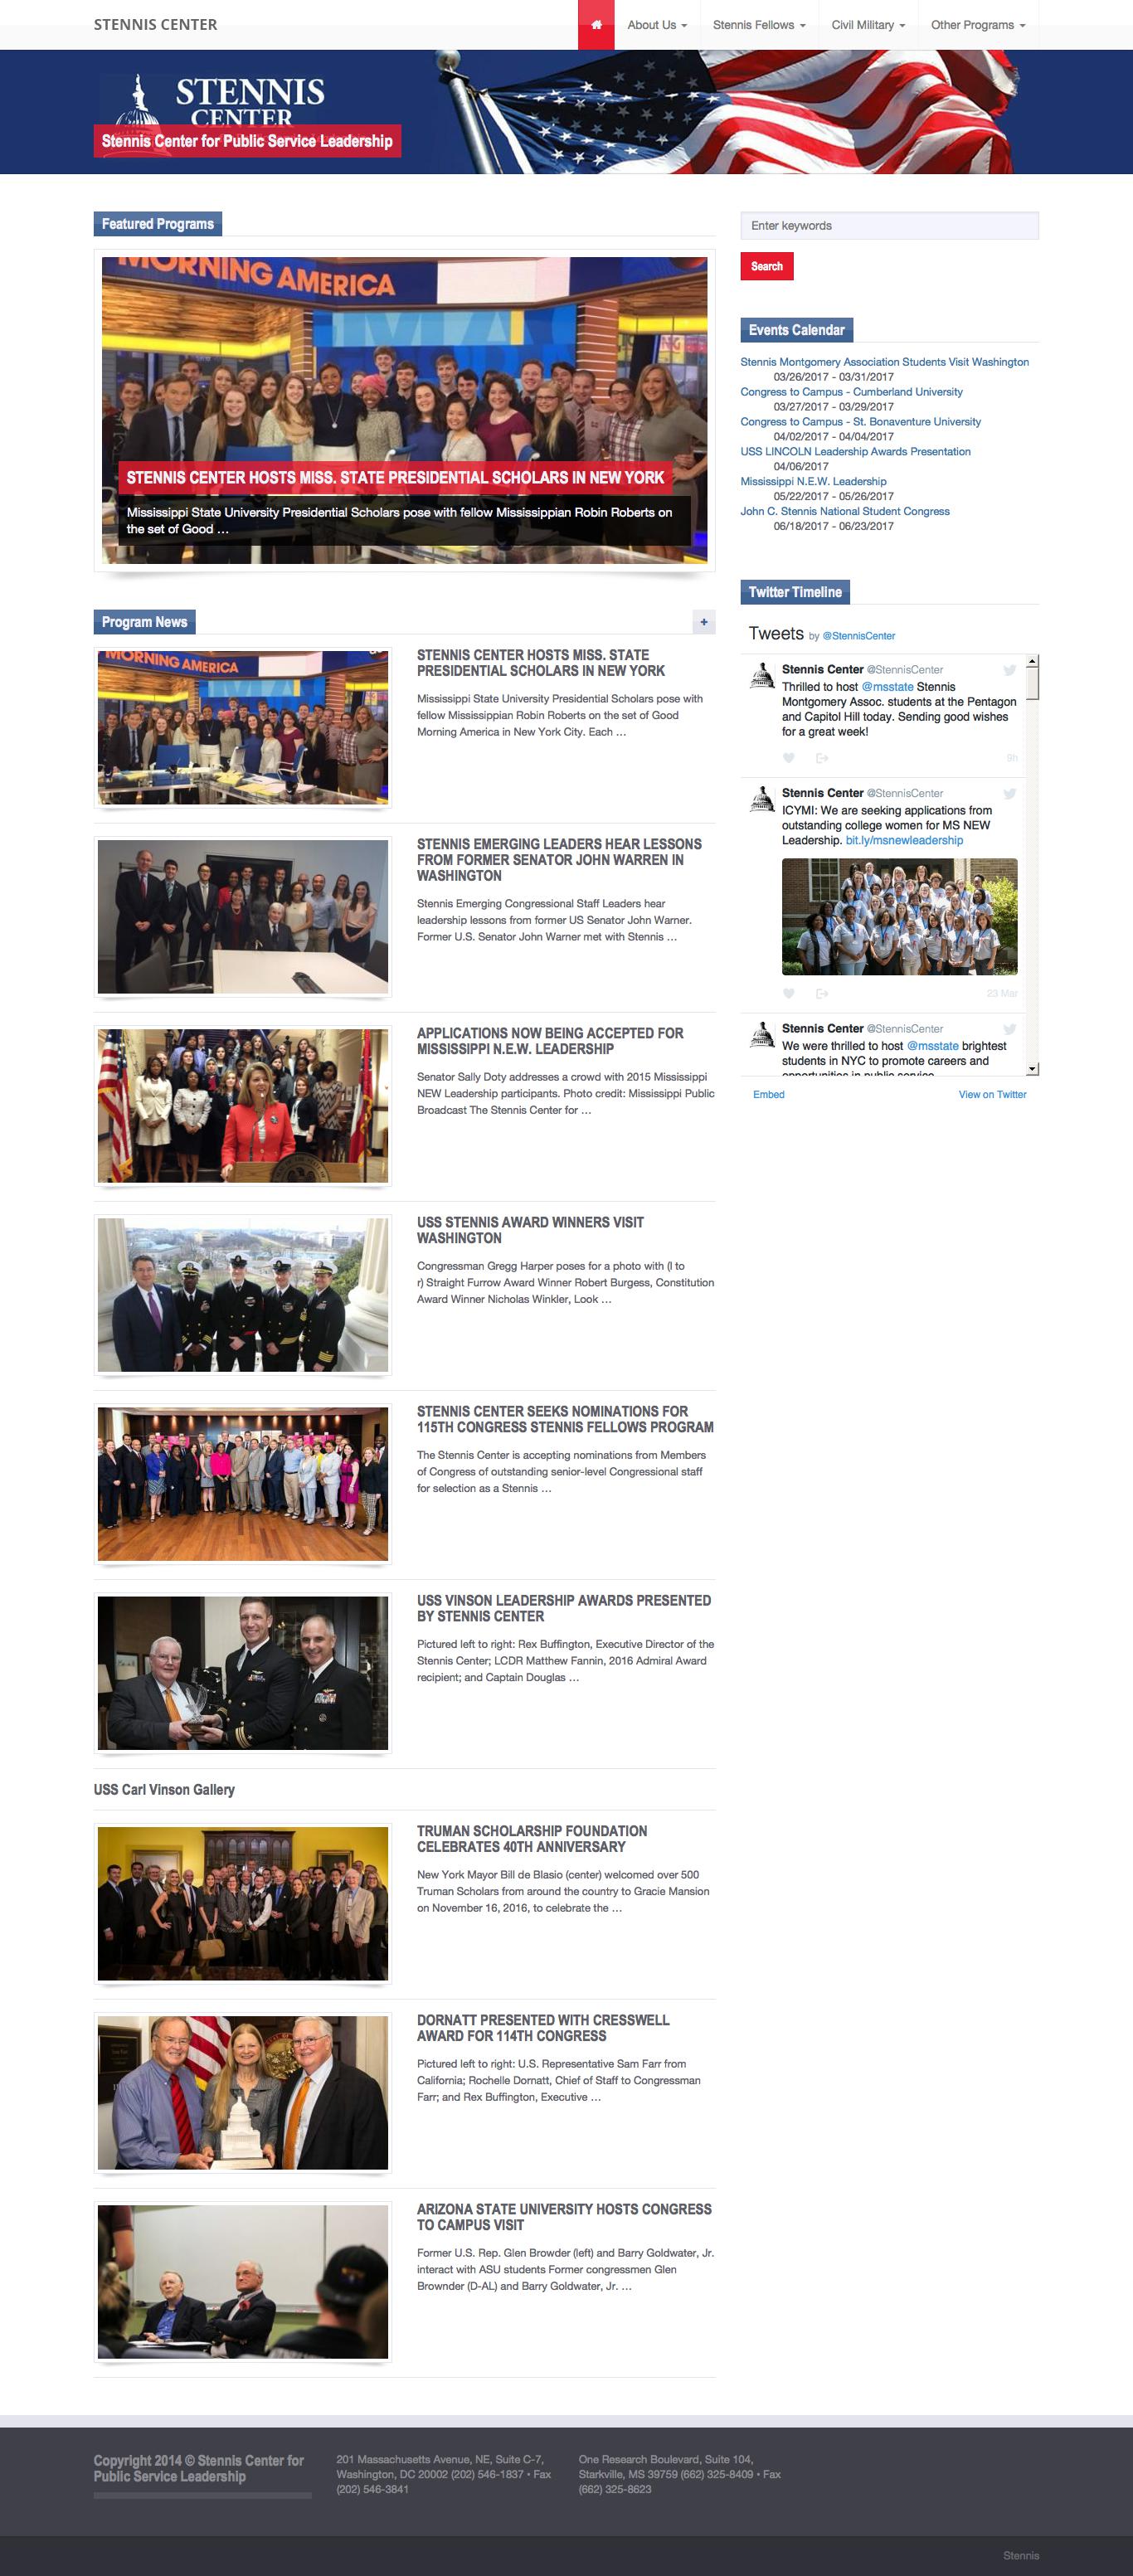 STENNIS CENTER
About Us
Stennis Fellows
Civil Military
Other Programs
STENNIS
CENTER
Stennis Center for Public Service Leadership
Featured Programs
MORNING AMERICA
STENNIS CENTER HOSTS MISS. STATE PRESIDENTIAL SCHOLARS IN NEW YORK
Mississippi State University Presidential Scholars pose with fellow Mississippian Robin Roberts on
the set of Good ...
Program News
+
MORNING AMERICA
STENNIS CENTER HOSTS MISS. STATE
PRESIDENTIAL SCHOLARS IN NEW YORK
Mississippi State University Presidential Scholars pose with
fellow Mississippian Robin Roberts on the set of Good
Morning America in New York City. Each ...
STENNIS EMERGING LEADERS HEAR LESSONS
FROM FORMER SENATOR JOHN WARREN IN
WASHINGTON
Stennis Emerging Congressional Staff Leaders hear
leadership lessons from former US Senator John Warner.
Former U.S. Senator John Warner met with Stennis ...
APPLICATIONS NOW BEING ACCEPTED FOR
MISSISSIPPI N.E.W. LEADERSHIP
Senator Sally Doty addresses a crowd with 2015 Mississippi
NEW Leadership participants. Photo credit: Mississippi Public
Broadcast The Stennis Center for ...
USS STENNIS AWARD WINNERS VISIT
WASHINGTON
Congressman Gregg Harper poses for a photo with (l to
r) Straight Furrow Award Winner Robert Burgess, Constitution
Award Winner Nicholas Winkler, Look ...
STENNIS CENTER SEEKS NOMINATIONS FOR
115TH CONGRESS STENNIS FELLOWS PROGRAM
The Stennis Center is accepting nominations from Members
of Congress of outstanding senior-level Congressional staff
for selection as a Stennis ...
USS VINSON LEADERSHIP AWARDS PRESENTED
BY STENNIS CENTER
Pictured left to right: Rex Buffington, Executive Director of the
Stennis Center; LCDR Matthew Fannin, 2016 Admiral Award
recipient; and Captain Douglas ...
USS Carl Vinson Gallery
TRUMAN SCHOLARSHIP FOUNDATION
CELEBRATES 40TH ANNIVERSARY
New York Mayor Bill de Blasio (center) welcomed over 500
Truman Scholars from around the country to Gracie Mansion
on November 16, 2016, to celebrate the ...
DORNATT PRESENTED WITH CRESSWELL
AWARD FOR 114TH CONGRESS
Pictured left to right: U.S. Representative Sam Farr from
California; Rochelle Dornatt, Chief of Staff to Congressman
Farr; and Rex Buffington, Executive ...
ARIZONA STATE UNIVERSITY HOSTS CONGRESS
TO CAMPUS VISIT
Former U.S. Rep. Glen Browder (left) and Barry Goldwater, Jr.
interact with ASU students Former congressmen Glen
Brownder (D-AL) and Barry Goldwater, Jr. ...
Enter keywords
Search
Events Calendar
Stennis Montgomery Association Students Visit Washington
03/26/2017 - 03/31/2017
Congress to Campus - Cumberland University
03/27/2017 - 03/29/2017
Congress to Campus - St. Bonaventure University
04/02/2017 - 04/04/2017
USS LINCOLN Leadership Awards Presentation
04/06/2017
Mississippi N.E.W. Leadership
05/22/2017 - 05/26/2017
John C. Stennis National Student Congress
06/18/2017 - 06/23/2017
Twitter Timeline
Tweets by @StennisCenter
Stennis Center @StennisCenter
Thrilled to host @msstate Stennis
Montgomery Assoc. students at the Pentagon
and Capitol Hill today. Sending good wishes
for a great week!
9h
Stennis Center @StennisCenter
ICYMI: We are seeking applications from
outstanding college women for MS NEW
Leadership. bit.ly/msnewleadership
23 Mar
Stennis Center @StennisCenter
We were thrilled to host @msstate brightest
students in NYC to promote careers and
opportunities in public service
Embed
View on Twitter
Copyright 2014 © Stennis Center for
Public Service Leadership
201 Massachusetts Avenue, NE, Suite C-7,
Washington, DC 20002 (202) 546-1837 • Fax
(202) 546-3841
One Research Boulevard, Suite 104,
Starkville, MS 39759 (662) 325-8409 • Fax
(662) 325-8623
Stennis